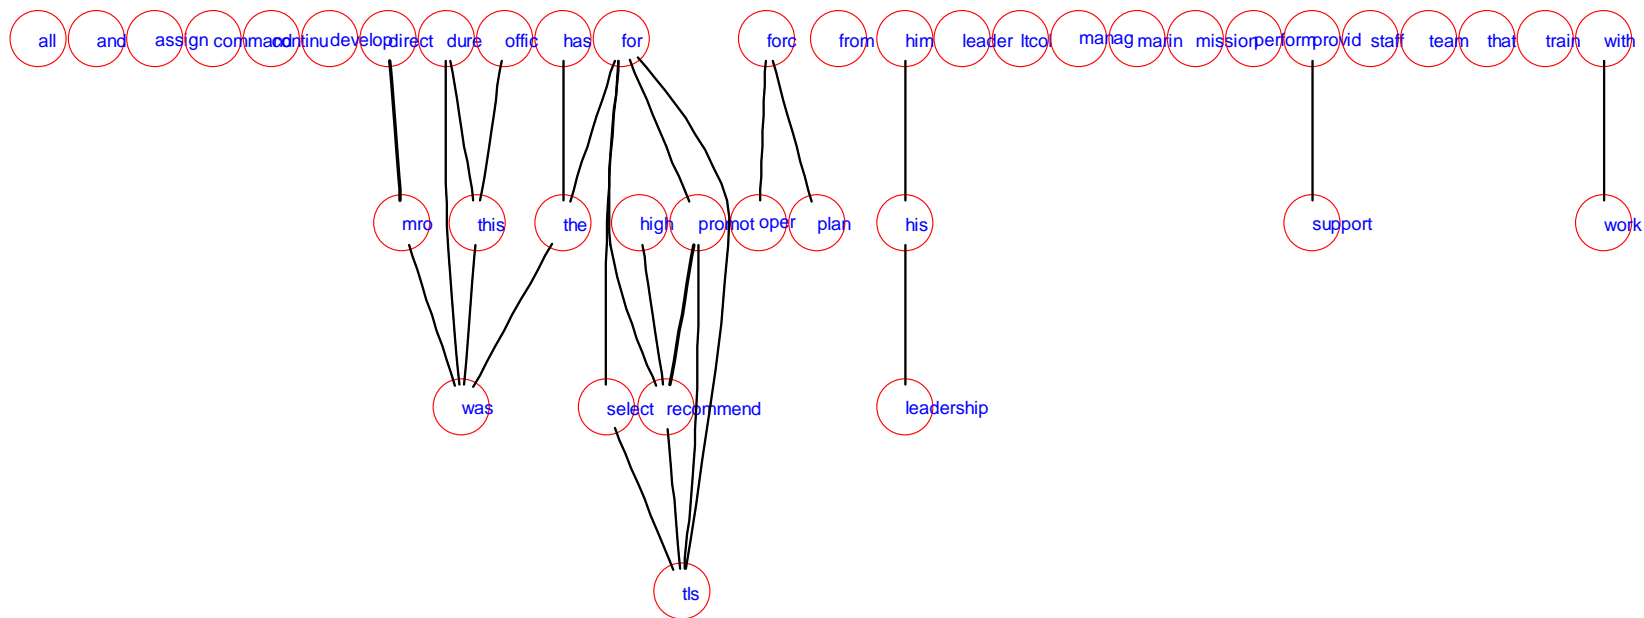 all and assign command continu develop direct dure offic has for forc from him leader ltcol manag marin mission perform provid staff team that train with
mro this the high promot oper plan his support work
was select recommend leadership
tls